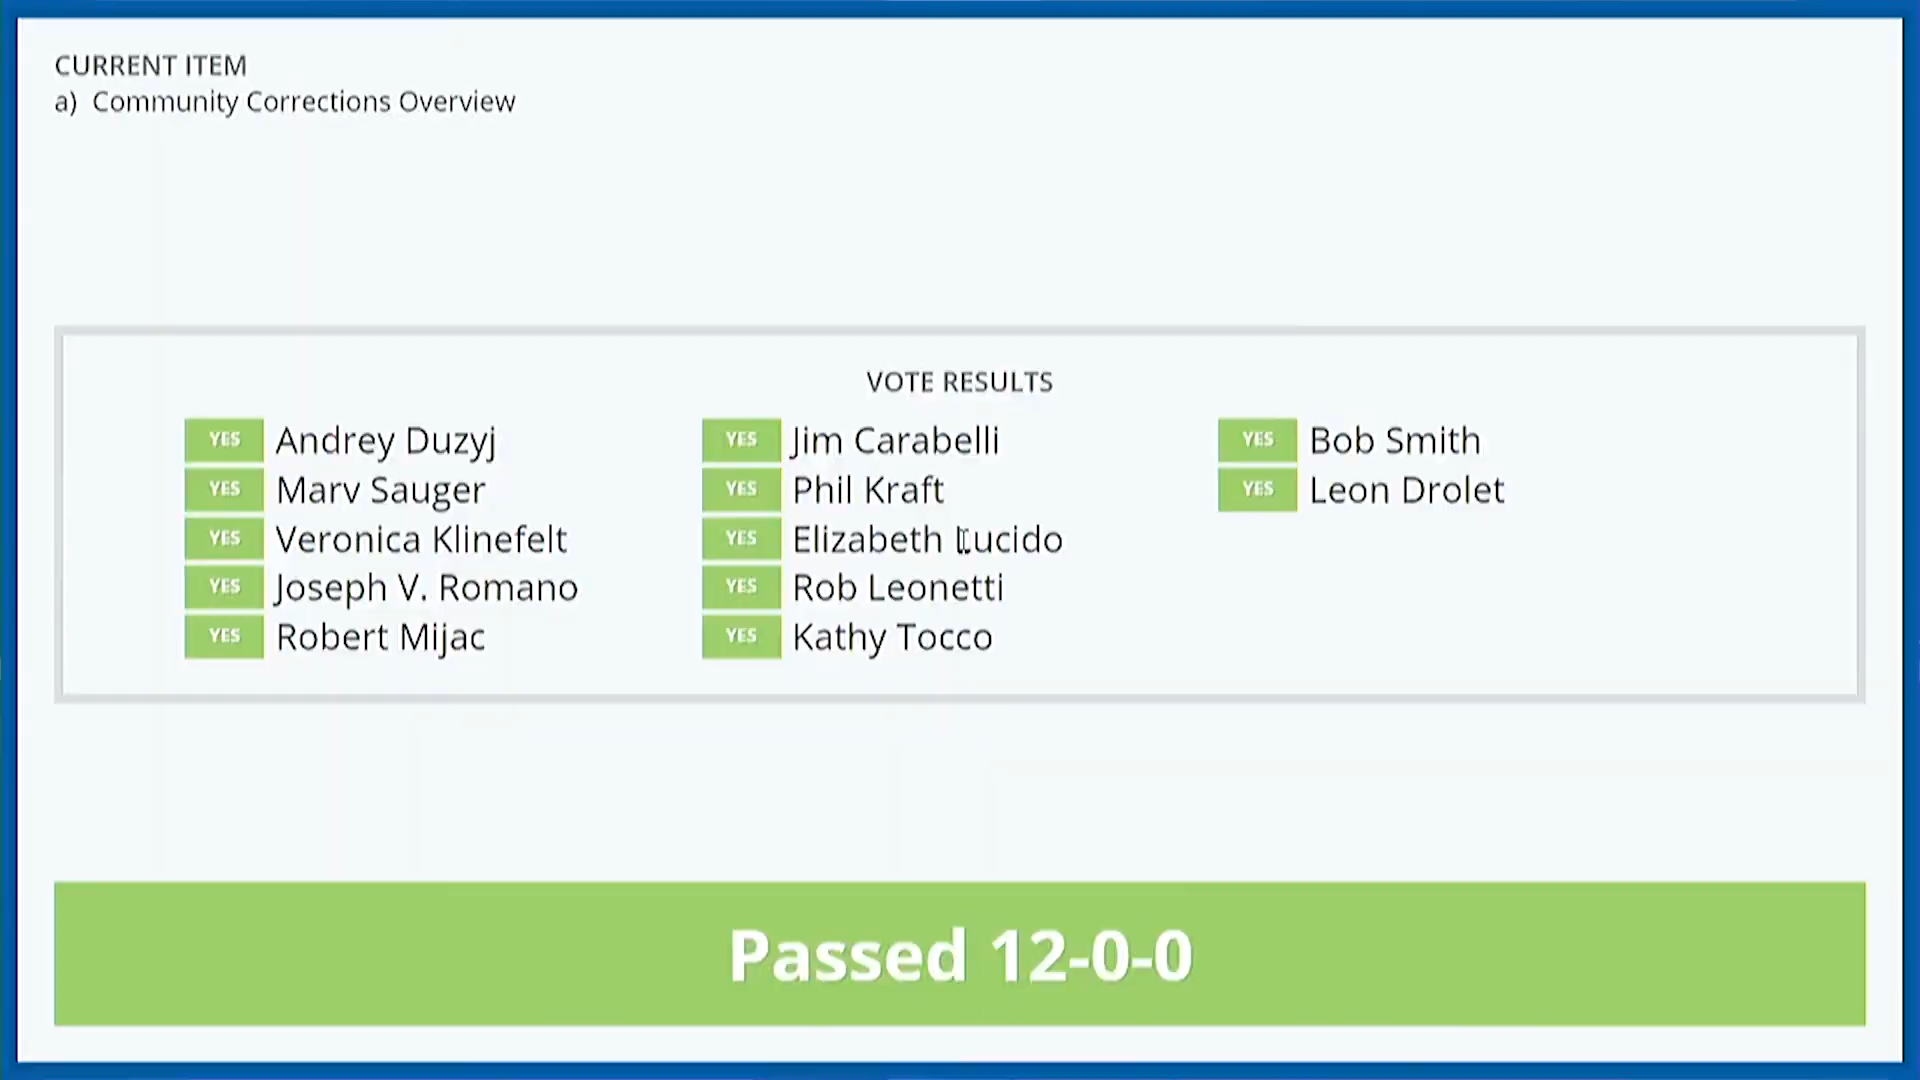 CURRENT ITEM
a) Community Corrections Overview
VOTE RESULTS
YES Andrey Duzyj
YES Marv Sauger
YES Veronica Klinefelt
YES Joseph V. Romano
YES Robert Mijac
YES Jim Carabelli
YES Phil Kraft
YES Elizabeth Lucido
YES Rob Leonetti
YES Kathy Tocco
YES Bob Smith
YES Leon Drolet
Passed 12-0-0